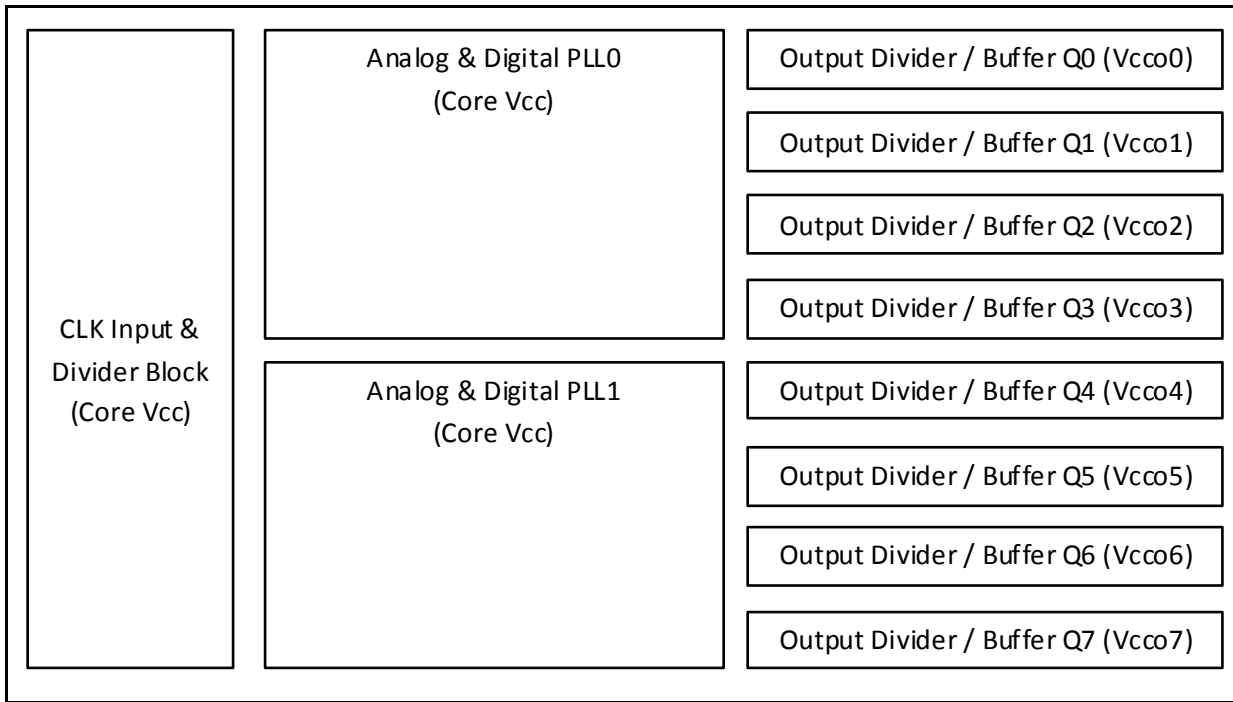 CLK Input &
Divider Block
(Core Vcc)
Analog & Digital PLL0
(Core Vcc)
Analog & Digital PLL1
(Core Vcc)
Output Divider / Buffer Q0 (Vcco0)
Output Divider / Buffer Q1 (Vcco1)
Output Divider / Buffer Q2 (Vcco2)
Output Divider / Buffer Q3 (Vcco3)
Output Divider / Buffer Q4 (Vcco4)
Output Divider / Buffer Q5 (Vcco5)
Output Divider / Buffer Q6 (Vcco6)
Output Divider / Buffer Q7 (Vcco7)